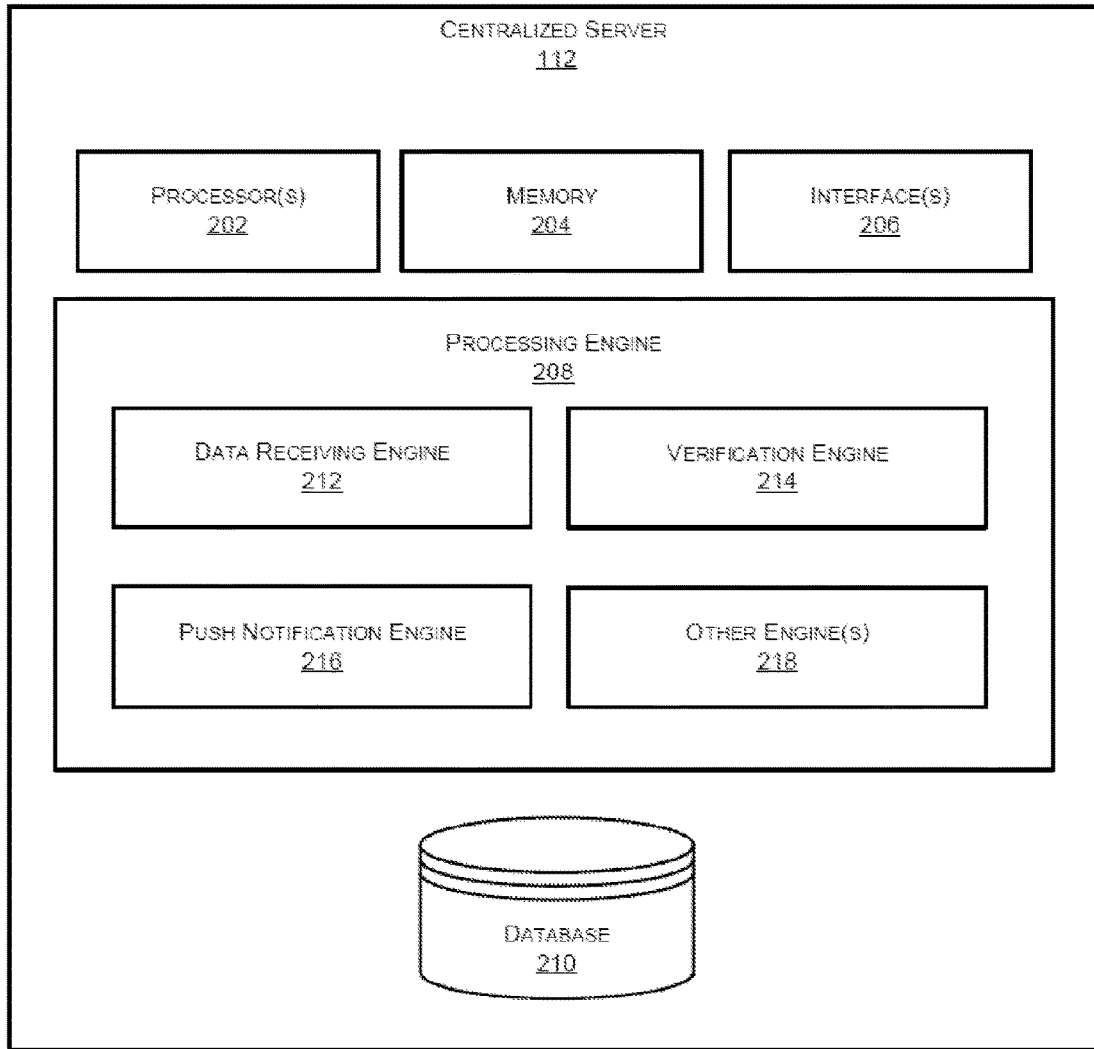 CENTRALIZED SERVER
112
PROCESSOR(S)
202
MEMORY
204
INTERFACE(S)
206
PROCESSING ENGINE
208
DATA RECEIVING ENGINE
212
VERIFICATION ENGINE
214
PUSH NOTIFICATION ENGINE
216
OTHER ENGINE(S)
218
DATABASE
210